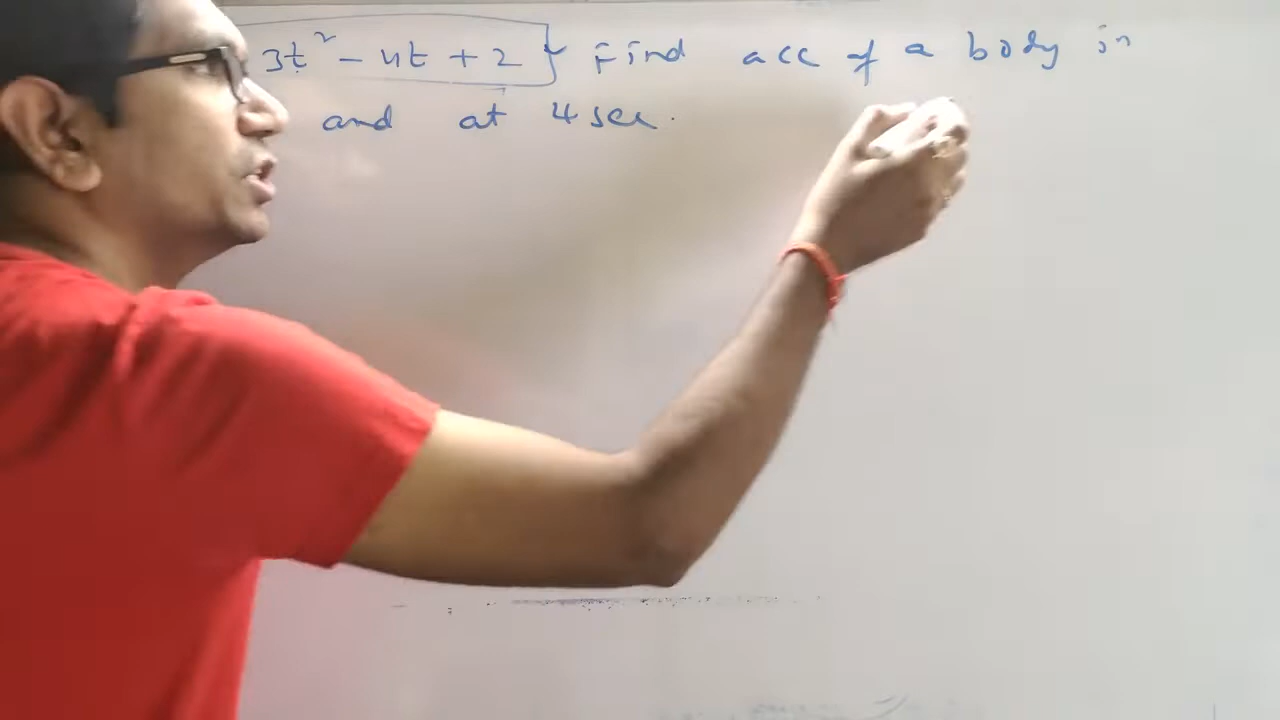 3t² - 4t + 2} Find acc of a body in
and at 4 sec.